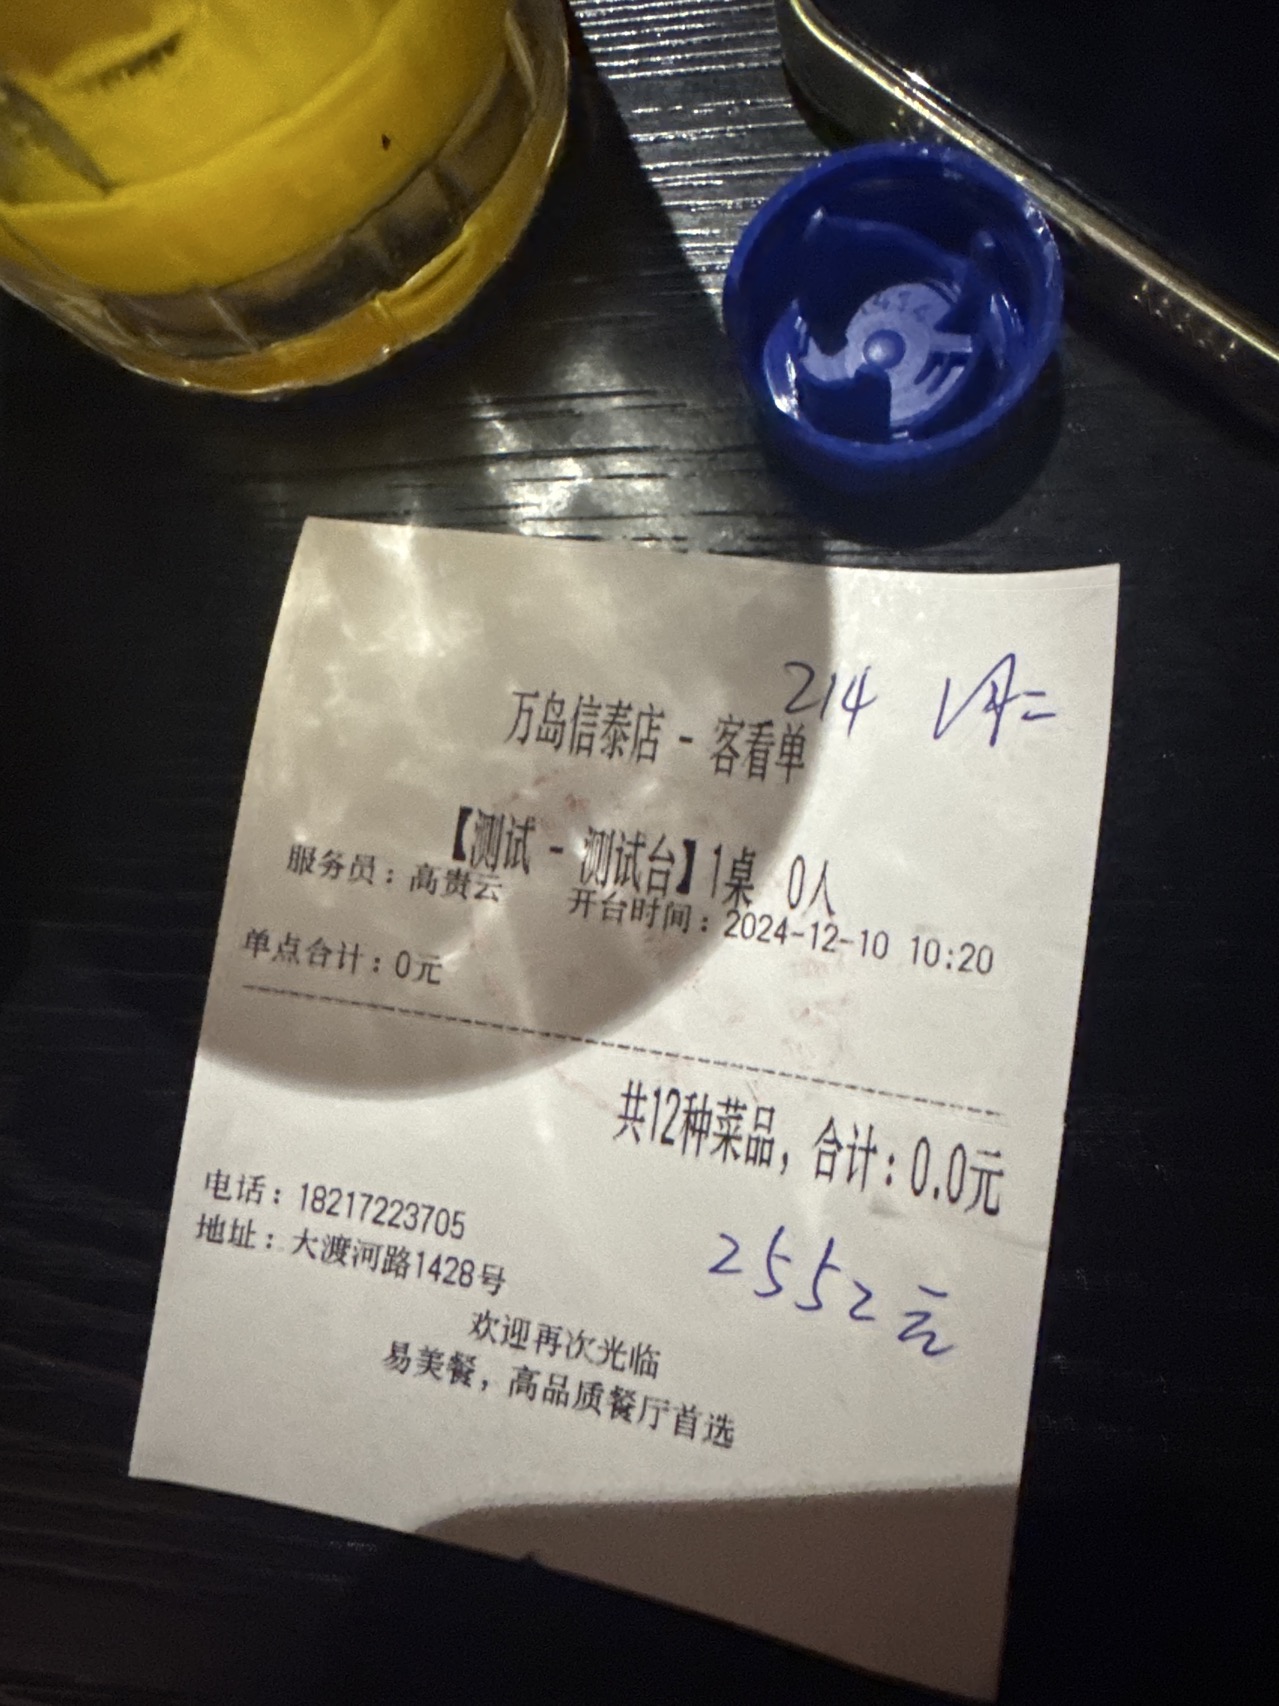 214
万岛信泰店 - 客看单
【测试 - 测试台】1桌 0人
服务员：高贵云 开台时间：2024-12-10 10:20
单点合计：0元
共12种菜品，合计：0.0元
2552元
电话：18217223705
地址：大渡河路1428号
欢迎再次光临
易美餐，高品质餐厅首选